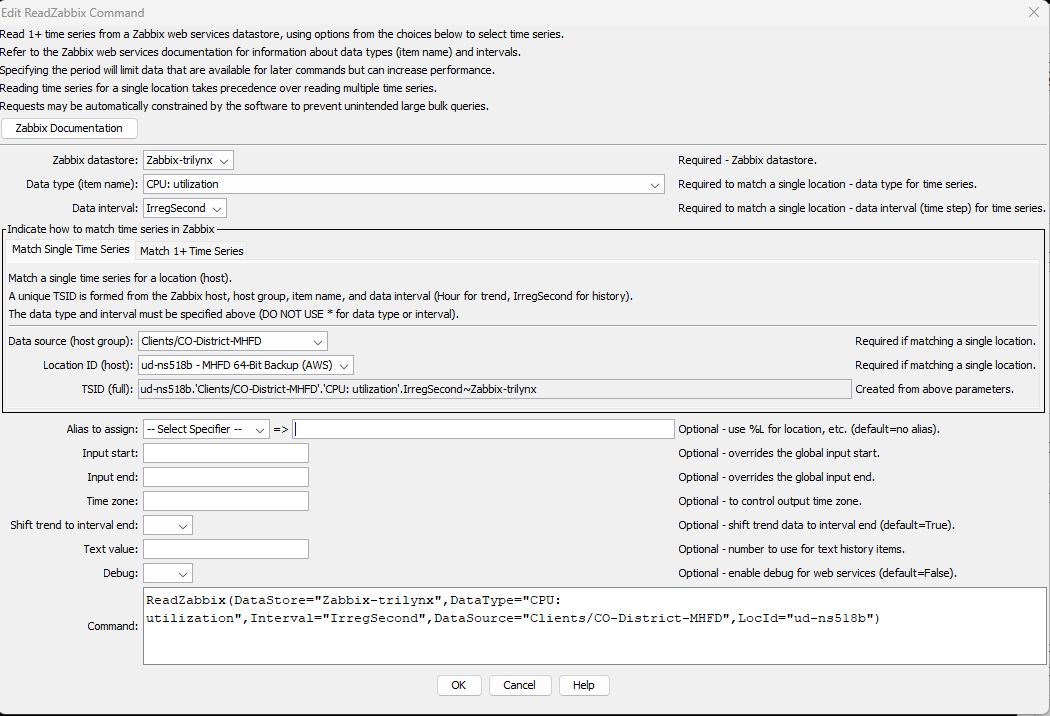 Edit ReadZabbix Command
Read 1+ time series from a Zabbix web services datastore, using options from the choices below to select time series.
Refer to the Zabbix web services documentation for information about data types (item name) and intervals.
Specifying the period will limit data that are available for later commands but can increase performance.
Reading time series for a single location takes precedence over reading multiple time series.
Requests may be automatically constrained by the software to prevent unintended large bulk queries.
Zabbix Documentation
Zabbix datastore: Zabbix-trilynx Required - Zabbix datastore.
Data type (item name): CPU: utilization Required to match a single location - data type for time series.
Data interval: IrregSecond Required to match a single location - data interval (time step) for time series.
Indicate how to match time series in Zabbix
Match Single Time Series Match 1+ Time Series
Match a single time series for a location (host).
A unique TSID is formed from the Zabbix host, host group, item name, and data interval (Hour for trend, IrregSecond for history).
The data type and interval must be specified above (DO NOT USE * for data type or interval).
Data source (host group): Clients/CO-District-MHFD Required if matching a single location.
Location ID (host): ud-ns518b - MHFD 64-Bit Backup (AWS) Required if matching a single location.
TSID (full): ud-ns518b.'Clients/CO-District-MHFD'.'CPU: utilization'.IrregSecond~Zabbix-trilynx Created from above parameters.
Alias to assign: -- Select Specifier -- => Optional - use %L for location, etc. (default=no alias).
Input start: Optional - overrides the global input start.
Input end: Optional - overrides the global input end.
Time zone: Optional - to control output time zone.
Shift trend to interval end: Optional - shift trend data to interval end (default=True).
Text value: Optional - number to use for text history items.
Debug: Optional - enable debug for web services (default=False).
Command: ReadZabbix(DataStore="Zabbix-trilynx",DataType="CPU:
utilization",Interval="IrregSecond",DataSource="Clients/CO-District-MHFD",LocId="ud-ns518b")
OK Cancel Help